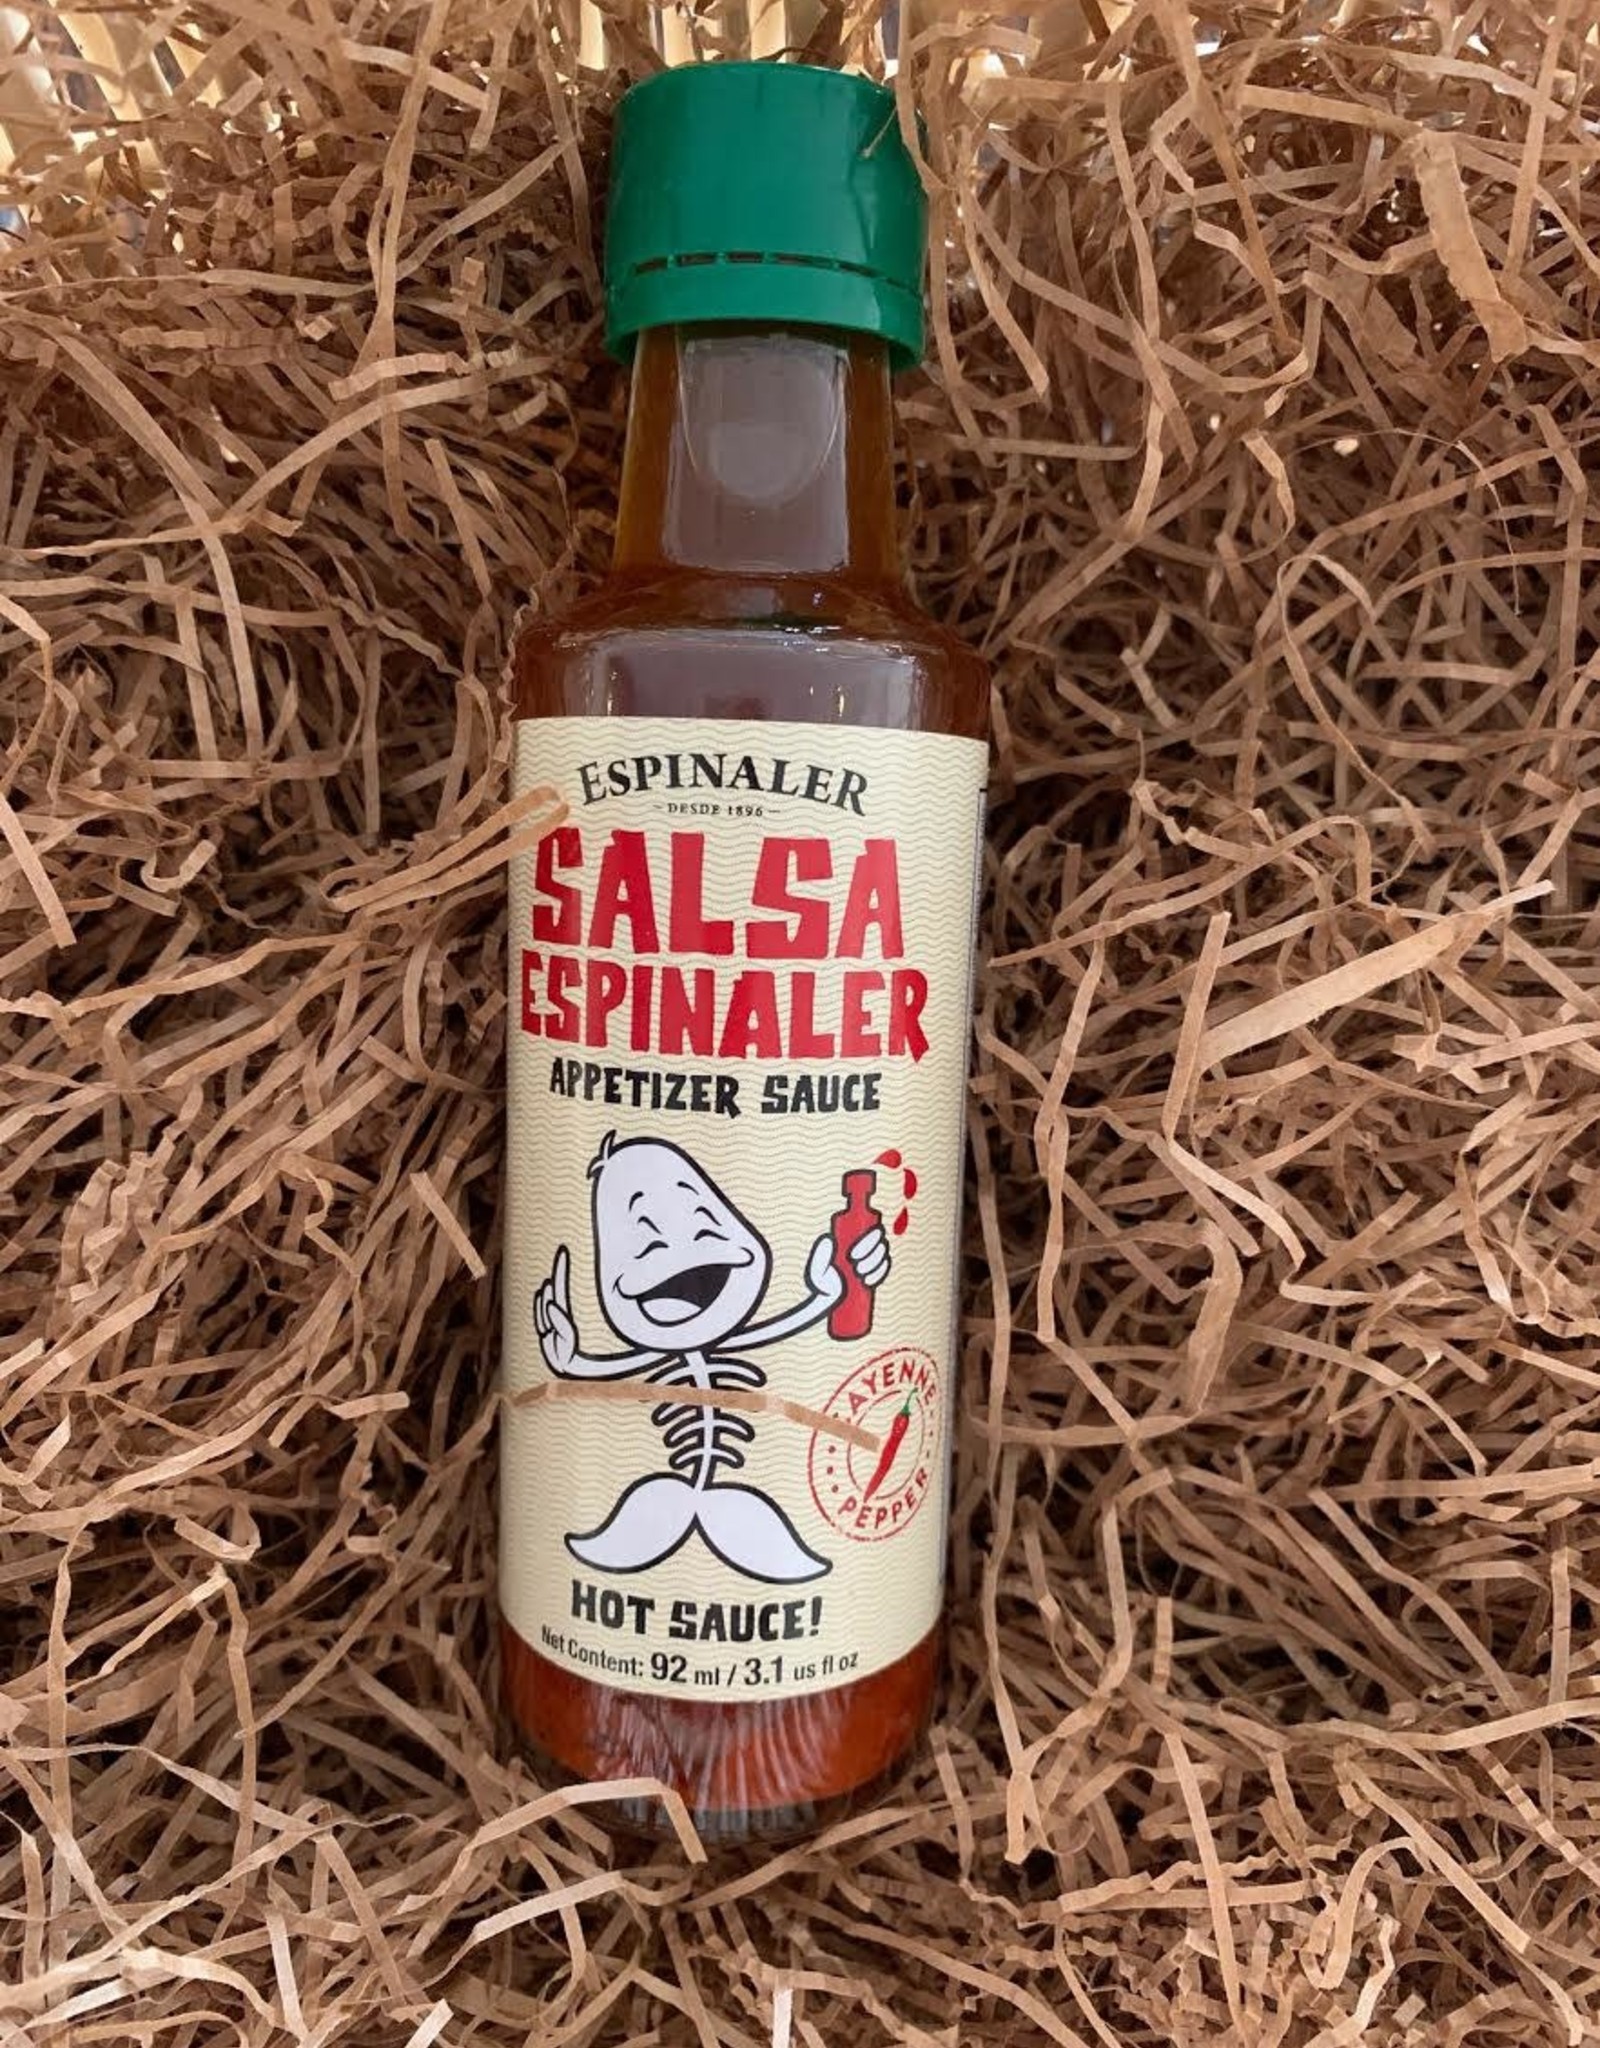 ESPINALER
DESDE 1896
SALSA
ESPINALER
APPETIZER SAUCE
CAYENNE
PEPPER
HOT SAUCE!
Net Content: 92 ml / 3.1 us fl oz